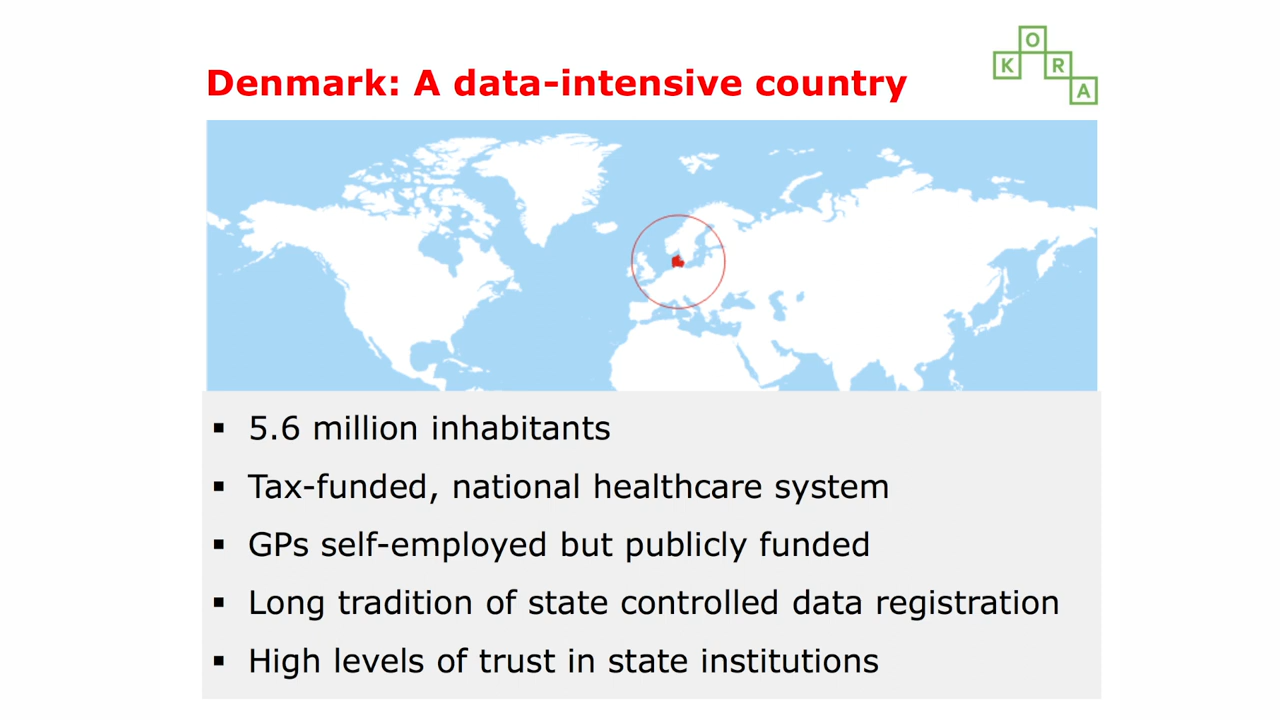 Denmark: A data-intensive country
KORA
▪ 5.6 million inhabitants
▪ Tax-funded, national healthcare system
▪ GPs self-employed but publicly funded
▪ Long tradition of state controlled data registration
▪ High levels of trust in state institutions